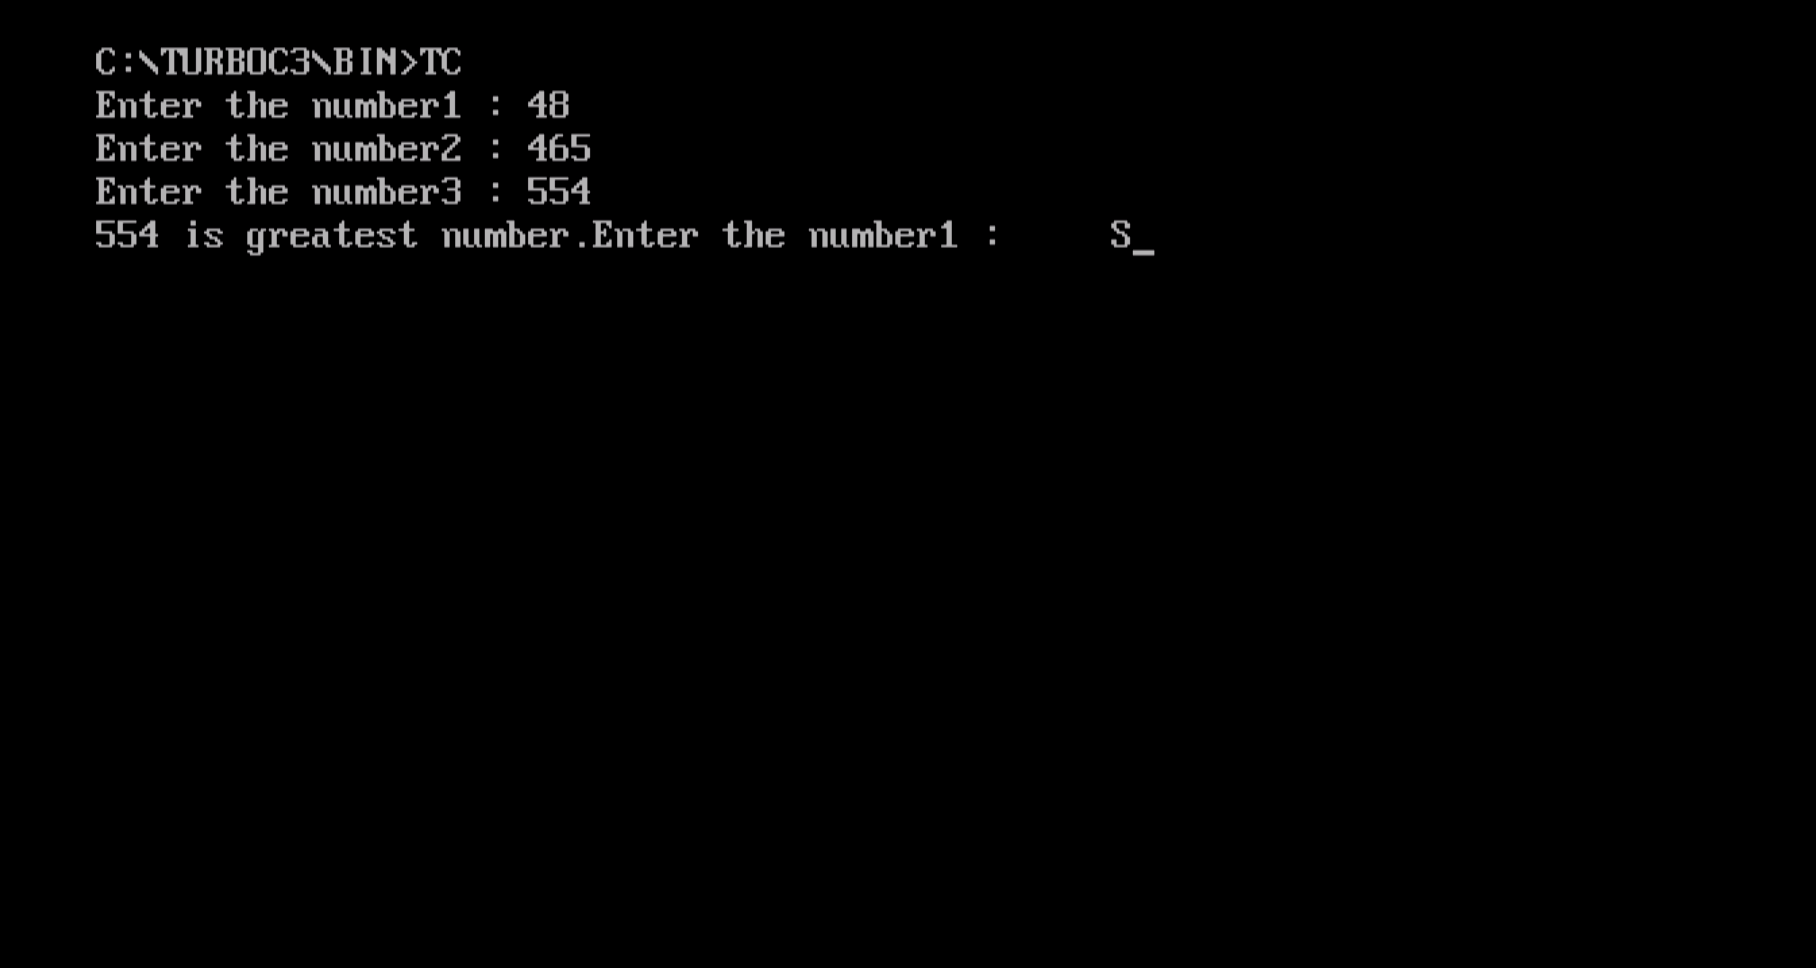 C:\TURBOC3\BIN>TC
Enter the number1 : 48
Enter the number2 : 465
Enter the number3 : 554
554 is greatest number.Enter the number1 :     S_